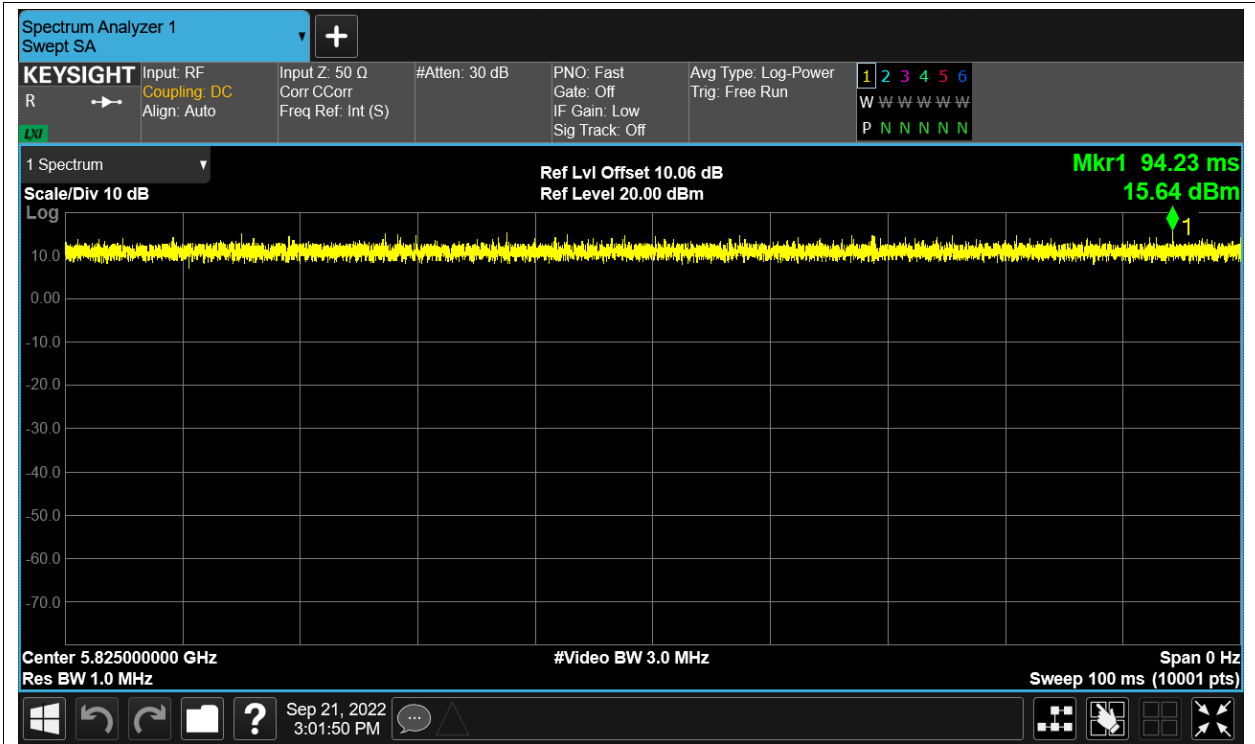 Spectrum Analyzer 1
Swept SA
KEYSIGHT
R
LXI
Input: RF
Coupling: DC
Align: Auto
Input Z: 50 Ω
Corr CCorr
Freq Ref: Int (S)
#Atten: 30 dB
PNO: Fast
Gate: Off
IF Gain: Low
Sig Track: Off
Avg Type: Log-Power
Trig: Free Run
1 2 3 4 5 6
W W W W W W
P N N N N N
1 Spectrum
Scale/Div 10 dB
Log
Ref Lvl Offset 10.06 dB
Ref Level 20.00 dBm
Mkr1 94.23 ms
15.64 dBm
1
10.0
0.00
-10.0
-20.0
-30.0
-40.0
-50.0
-60.0
-70.0
Center 5.825000000 GHz
Res BW 1.0 MHz
#Video BW 3.0 MHz
Span 0 Hz
Sweep 100 ms (10001 pts)
?
Sep 21, 2022
3:01:50 PM